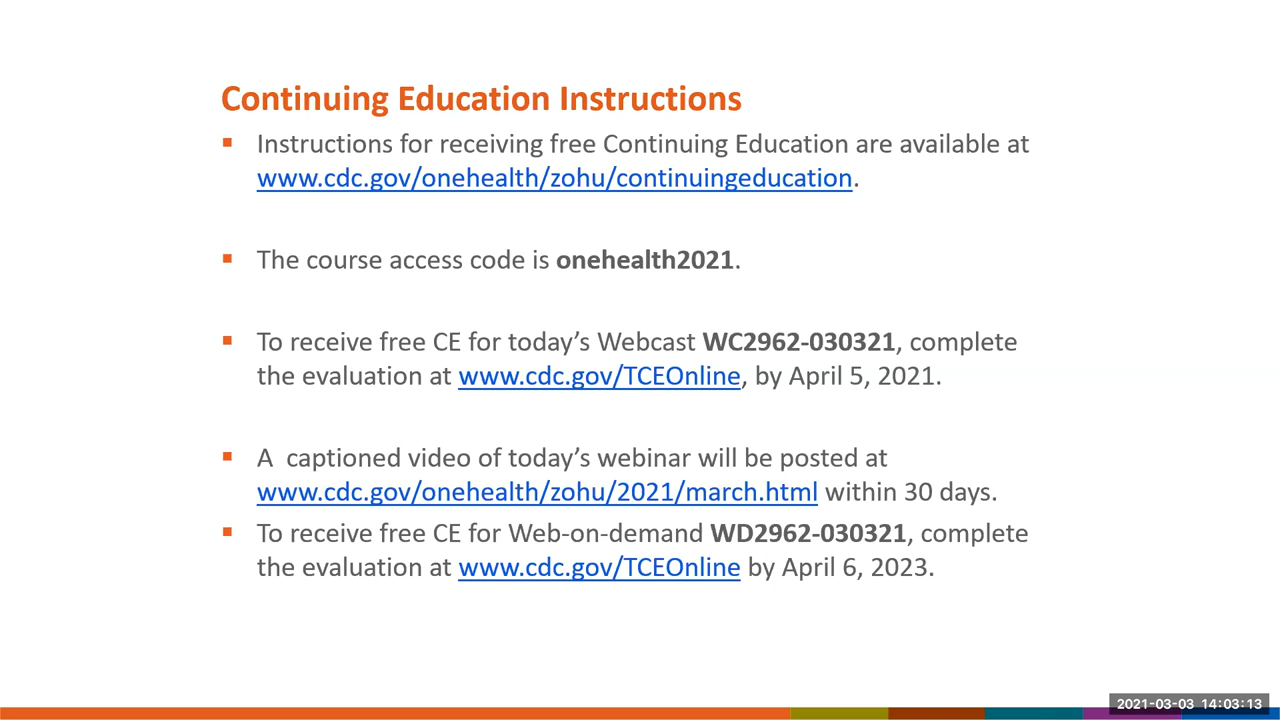 Continuing Education Instructions
▪ Instructions for receiving free Continuing Education are available at
www.cdc.gov/onehealth/zohu/continuingeducation.
▪ The course access code is onehealth2021.
▪ To receive free CE for today’s Webcast WC2962-030321, complete
the evaluation at www.cdc.gov/TCEOnline, by April 5, 2021.
▪ A  captioned video of today’s webinar will be posted at
www.cdc.gov/onehealth/zohu/2021/march.html within 30 days.
▪ To receive free CE for Web-on-demand WD2962-030321, complete
the evaluation at www.cdc.gov/TCEOnline by April 6, 2023.
2021-03-03 14:03:13